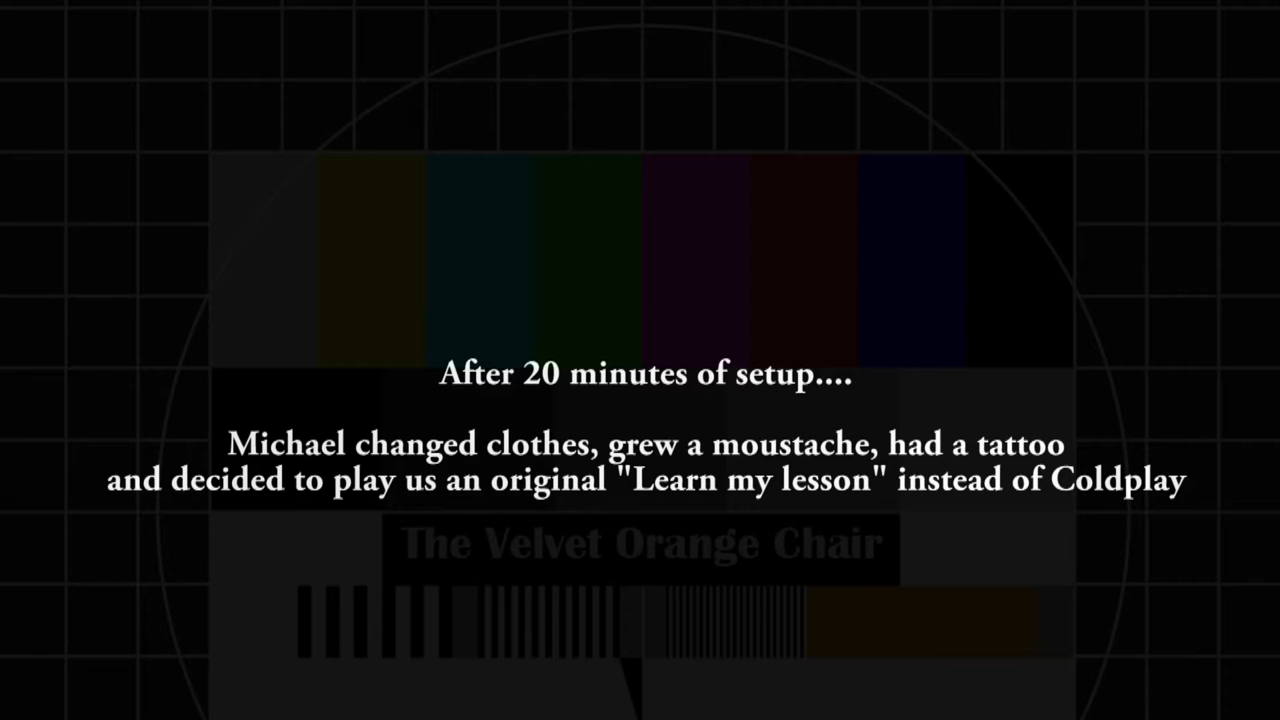 After 20 minutes of setup....
Michael changed clothes, grew a moustache, had a tattoo
and decided to play us an original "Learn my lesson" instead of Coldplay
The Velvet Orange Chair